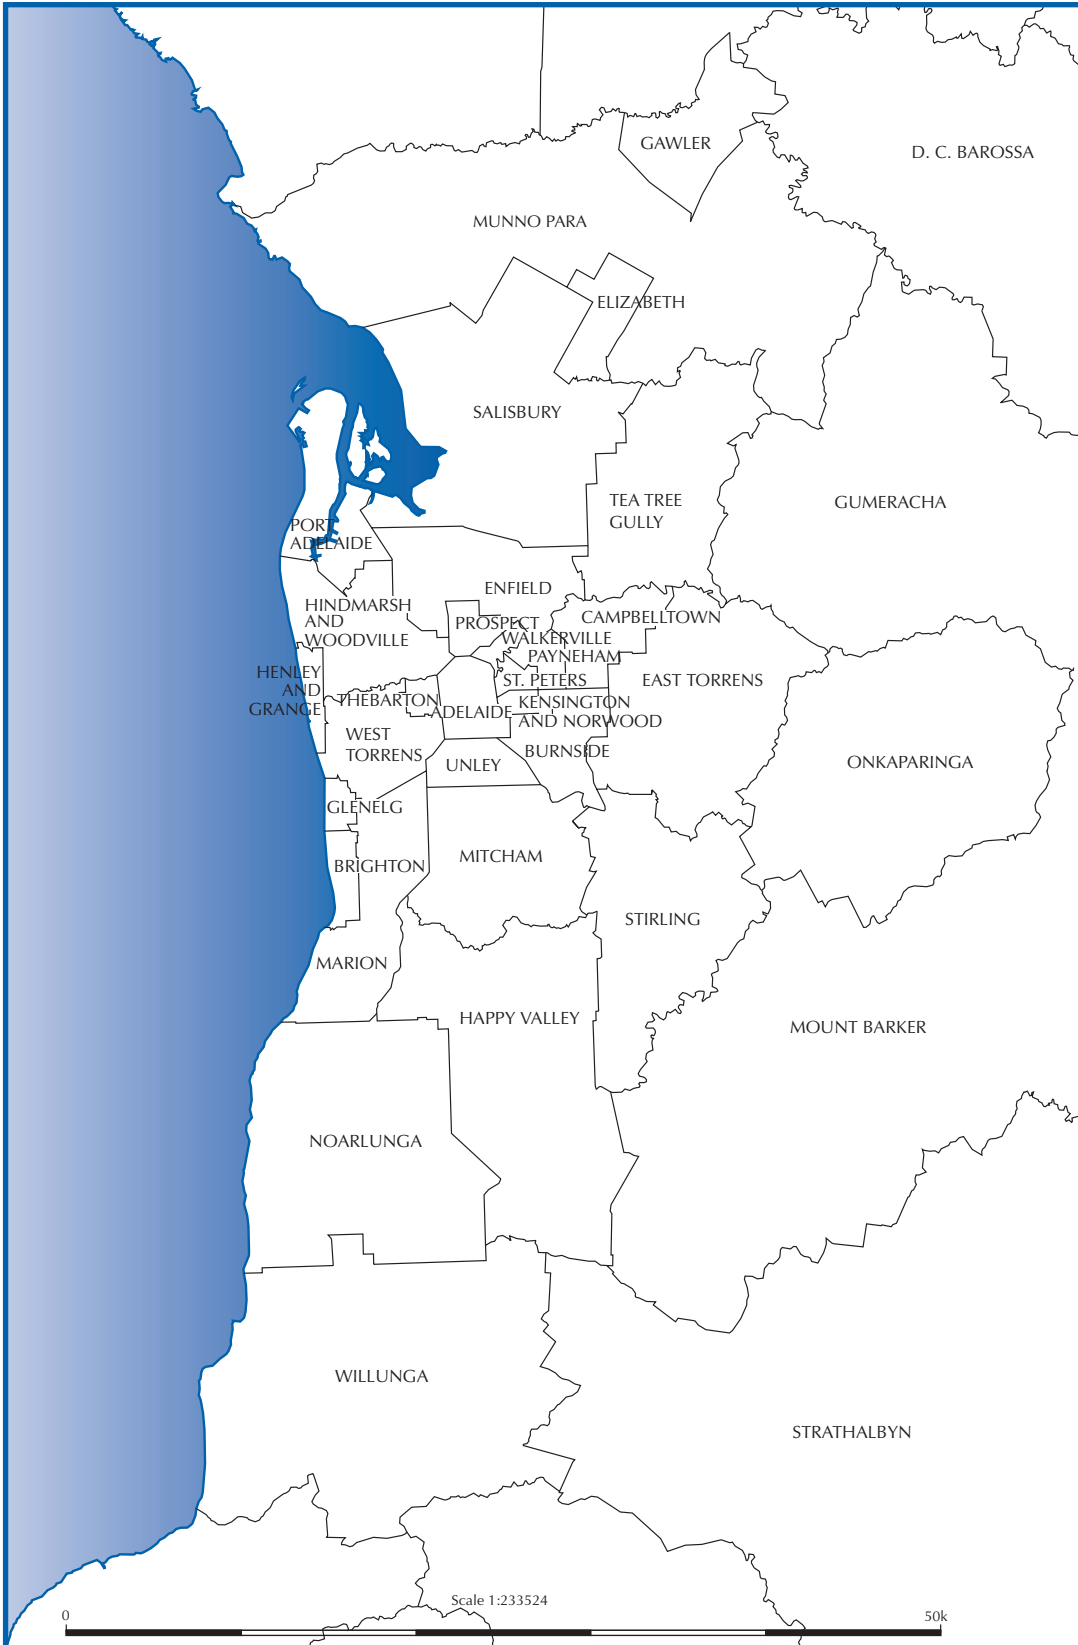 GAWLER
D. C. BAROSSA
MUNNO PARA
ELIZABETH
SALISBURY
TEA TREE
GULLY
GUMERACHA
PORT
ADELAIDE
ENFIELD
HINDMARSH
AND
WOODVILLE
PROSPECT
CAMPBELLTOWN
WALKERVILLE
PAYNEHAM
HENLEY
AND
GRANGE
ST. PETERS
EAST TORRENS
THEBARTON
ADELAIDE
KENSINGTON
AND NORWOOD
WEST
TORRENS
BURNSIDE
UNLEY
ONKAPARINGA
GLENELG
BRIGHTON
MITCHAM
STIRLING
MARION
HAPPY VALLEY
MOUNT BARKER
NOARLUNGA
WILLUNGA
STRATHALBYN
Scale 1:233524
0
50k